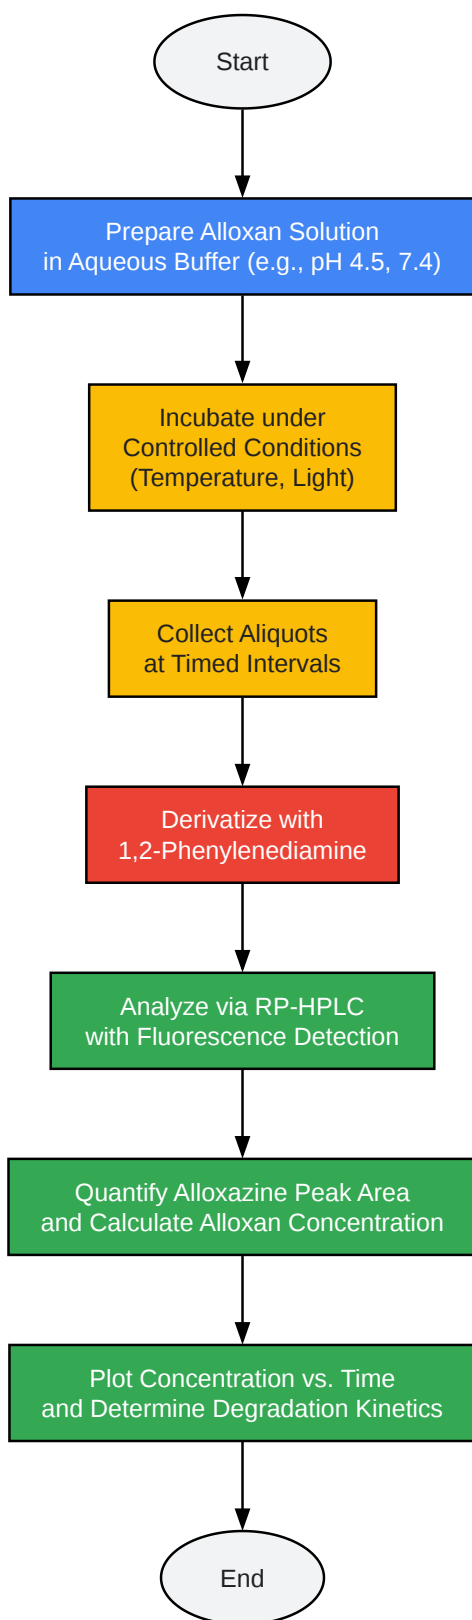 Start
Prepare Alloxan Solution
in Aqueous Buffer (e.g., pH 4.5, 7.4)
Incubate under
Controlled Conditions
(Temperature, Light)
Collect Aliquots
at Timed Intervals
Derivatize with
1,2-Phenylenediamine
Analyze via RP-HPLC
with Fluorescence Detection
Quantify Alloxazine Peak Area
and Calculate Alloxan Concentration
Plot Concentration vs. Time
and Determine Degradation Kinetics
End